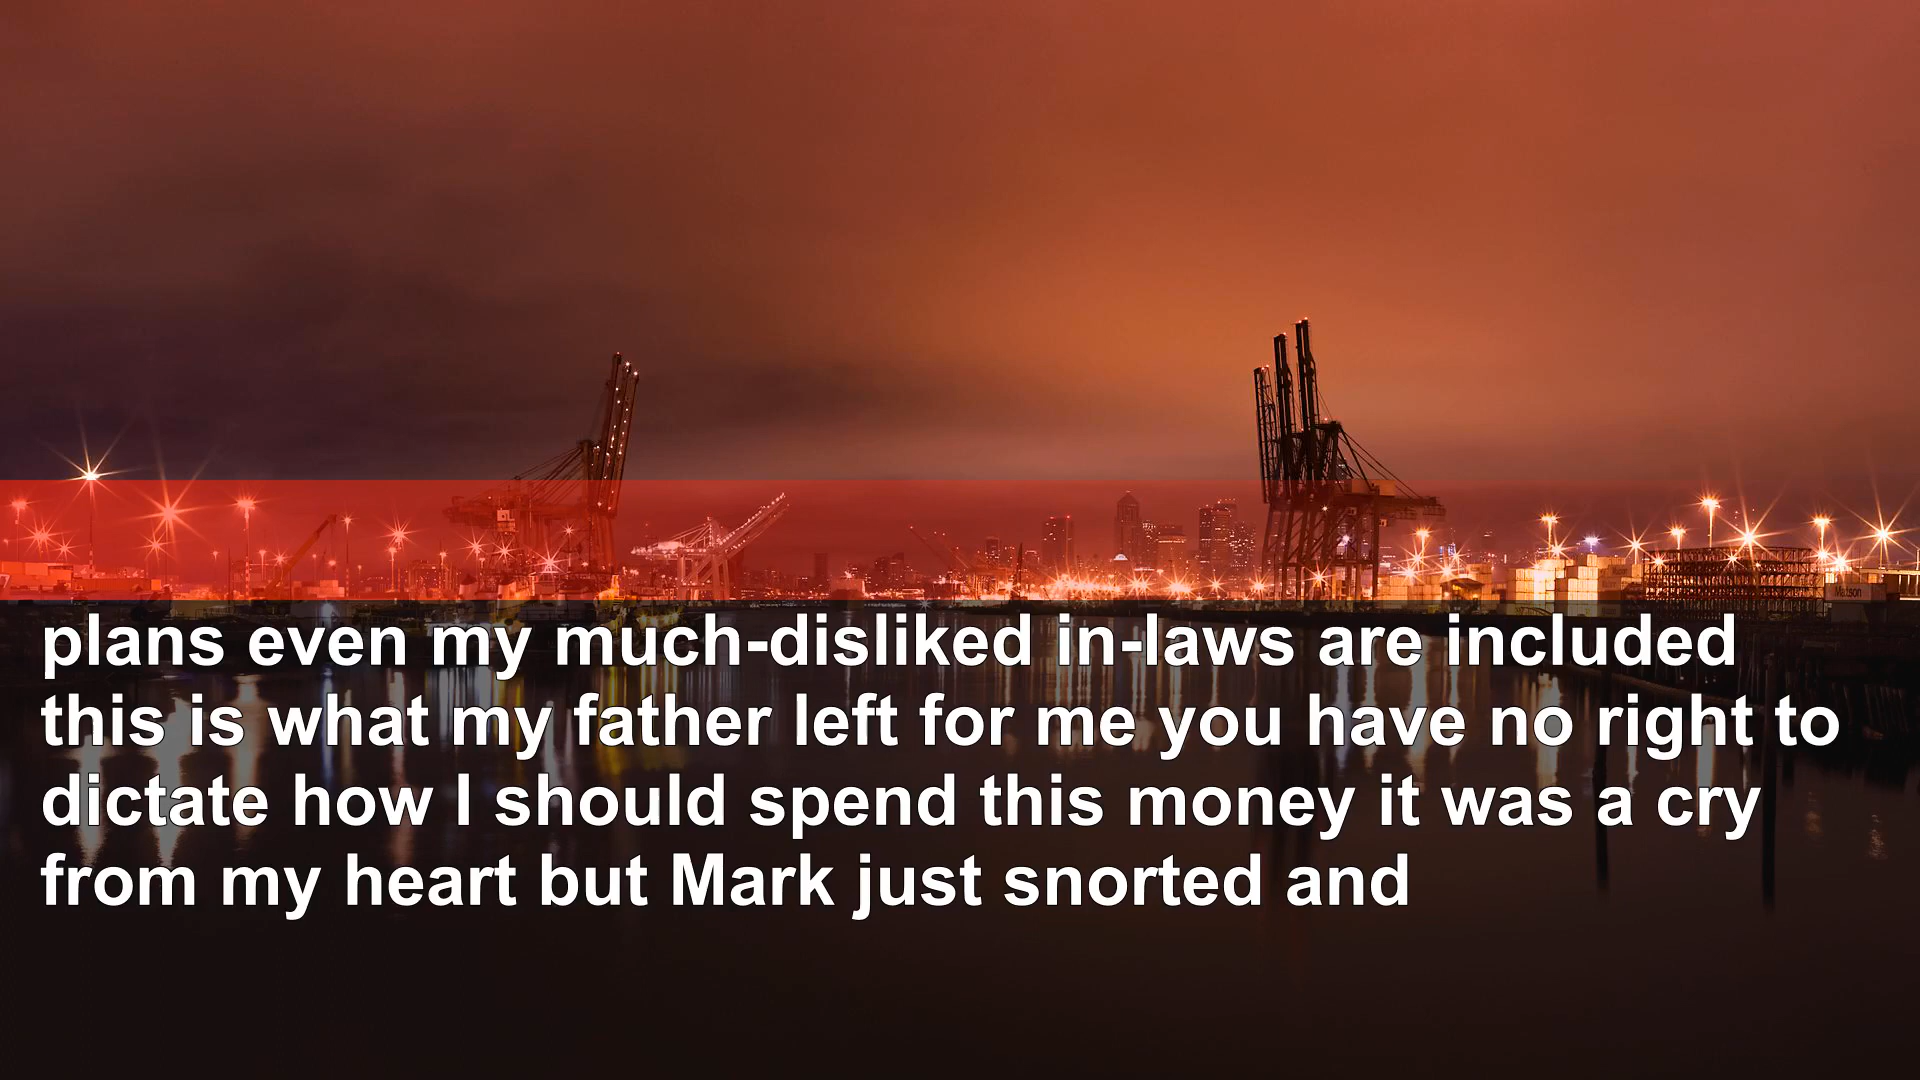 plans even my much-disliked in-laws are included
this is what my father left for me you have no right to
dictate how I should spend this money it was a cry
from my heart but Mark just snorted and
Matson